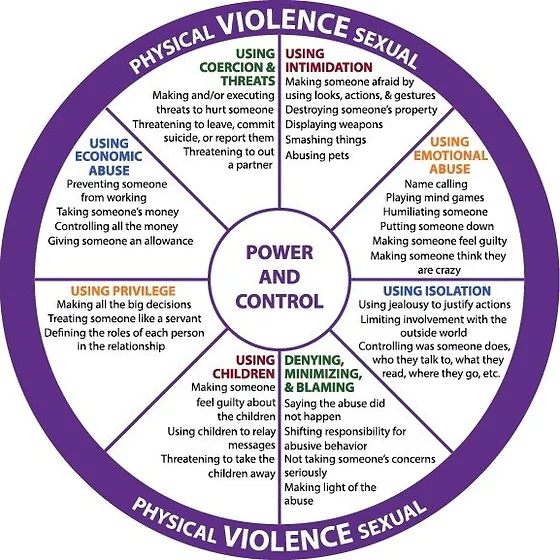 PHYSICAL VIOLENCE SEXUAL
USING
COERCION &
THREATS
Making and/or executing
threats to hurt someone
Threatening to leave, commit
suicide, or report them
Threatening to out
a partner
USING
INTIMIDATION
Making someone afraid by
using looks, actions, & gestures
Destroying someone's property
Displaying weapons
Smashing things
Abusing pets
USING
EMOTIONAL
ABUSE
Name calling
Playing mind games
Humiliating someone
Putting someone down
Making someone feel guilty
Making someone think they
are crazy
USING ISOLATION
Using jealousy to justify actions
Limiting involvement with the
outside world
Controlling was someone does,
who they talk to, what they
read, where they go, etc.
DENYING,
MINIMIZING,
& BLAMING
Saying the abuse did
not happen
Shifting responsibility for
abusive behavior
Not taking someone's concerns
seriously
Making light of the
abuse
USING
CHILDREN
Making someone
feel guilty about
the children
Using children to relay
messages
Threatening to take the
children away
USING PRIVILEGE
Making all the big decisions
Treating someone like a servant
Defining the roles of each person
in the relationship
USING
ECONOMIC
ABUSE
Preventing someone
from working
Taking someone's money
Controlling all the money
Giving someone an allowance
POWER
AND
CONTROL
PHYSICAL VIOLENCE SEXUAL